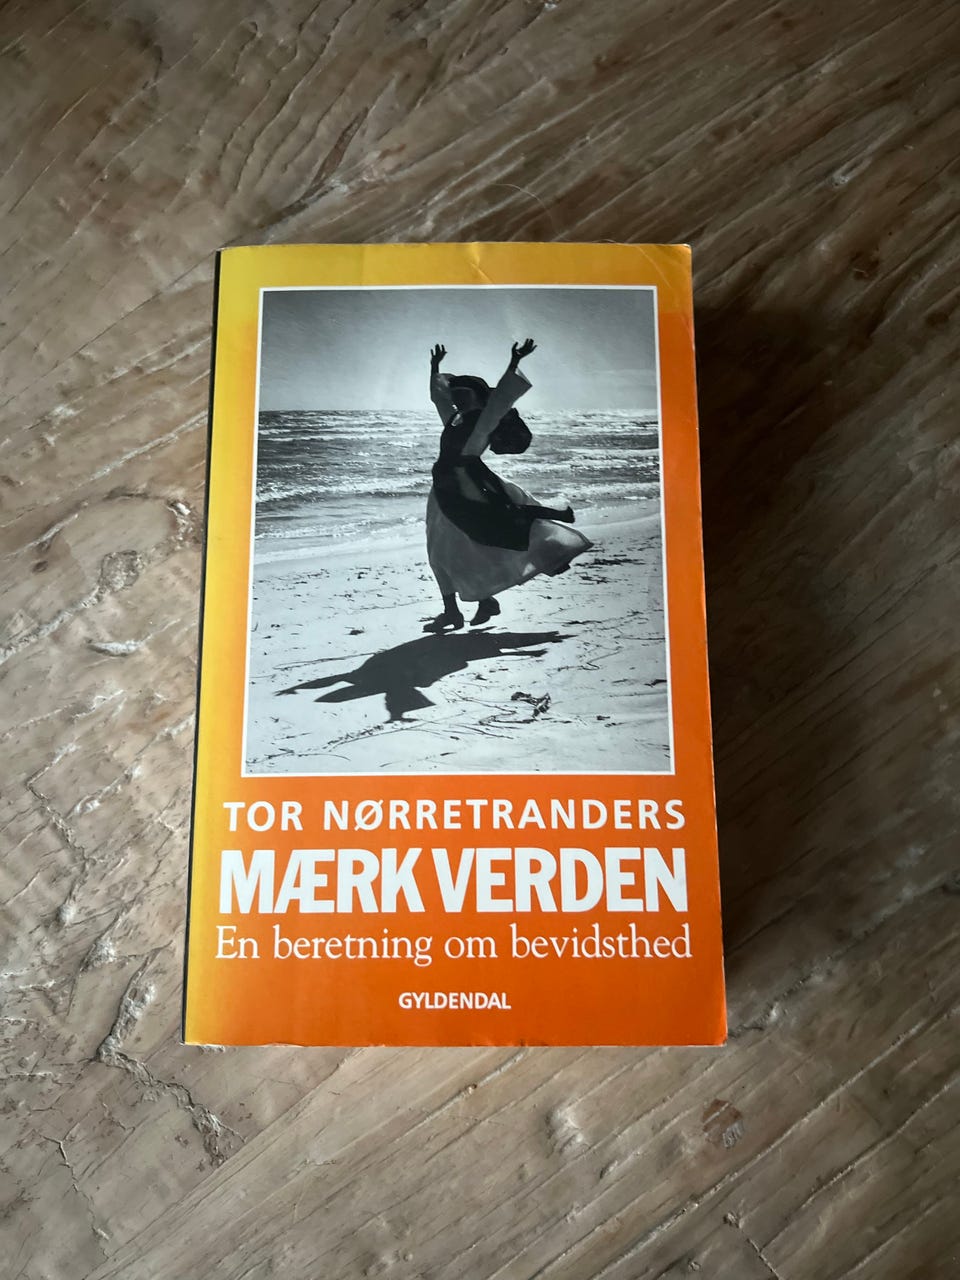 TOR NØRRETRANDERS
MÆRK VERDEN
En beretning om bevidsthed
GYLDENDAL